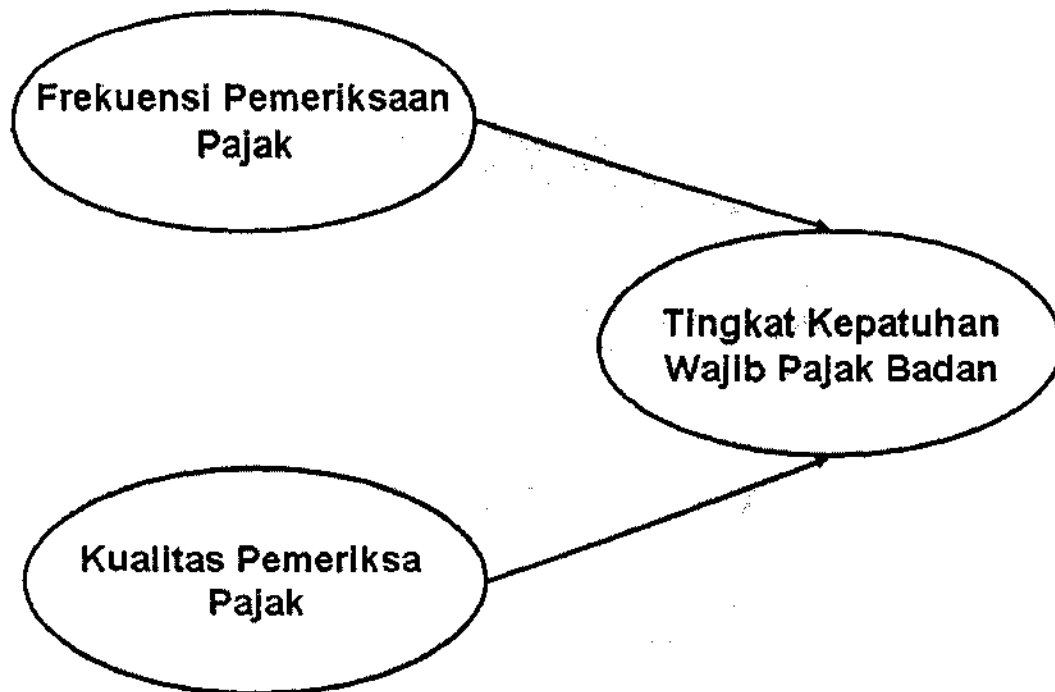 Frekuensi Pemeriksaan
Pajak
Tingkat Kepatuhan
Wajib Pajak Badan
Kualitas Pemeriksa
Pajak